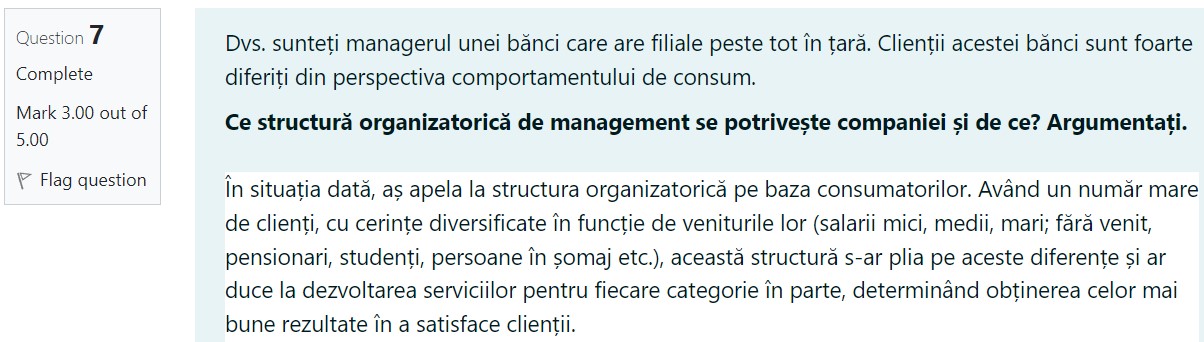 Question 7
Complete
Mark 3.00 out of
5.00
Flag question
Dvs. sunteți managerul unei bănci care are filiale peste tot în țară. Clienții acestei bănci sunt foarte
diferiți din perspectiva comportamentului de consum.
Ce structură organizatorică de management se potrivește companiei și de ce? Argumentați.
În situația dată, aș apela la structura organizatorică pe baza consumatorilor. Având un număr mare
de clienți, cu cerințe diversificate în funcție de veniturile lor (salarii mici, medii, mari; fără venit,
pensionari, studenți, persoane în șomaj etc.), această structură s-ar plia pe aceste diferențe și ar
duce la dezvoltarea serviciilor pentru fiecare categorie în parte, determinând obținerea celor mai
bune rezultate în a satisface clienții.